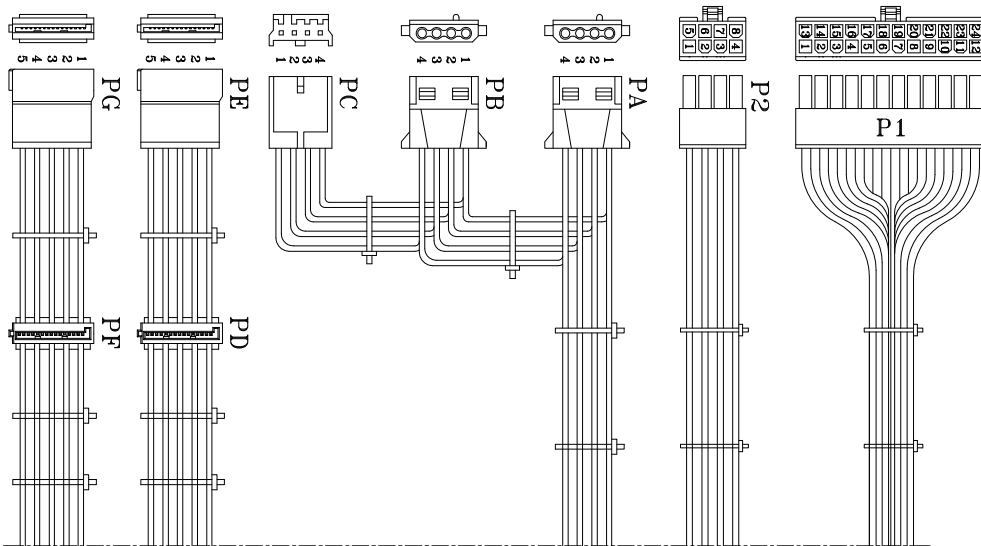 5 4 3 2 1
5 4 3 2 1
1 2 3 4
4 3 2 1
4 3 2 1
5 6 7 8
1 2 3 4
13 14 15 16 17 18 19 20 21 22 23 24
1 2 3 4 5 6 7 8 9 10 11 12
PG
PE
PC
PB
PA
P2
P1
PF
PD